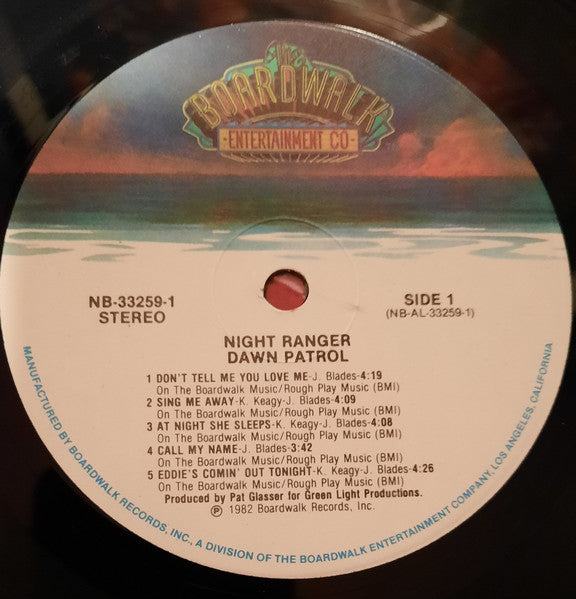 The
BOARDWALK
ENTERTAINMENT CO
NB-33259-1
STEREO
SIDE 1
(NB-AL-33259-1)
NIGHT RANGER
DAWN PATROL
1 DON'T TELL ME YOU LOVE ME-J. Blades-4:19
On The Boardwalk Music/Rough Play Music (BMI)
2 SING ME AWAY-K. Keagy-J. Blades-4:09
On The Boardwalk Music/Rough Play Music (BMI)
3 AT NIGHT SHE SLEEPS-K. Keagy-J. Blades-4:08
On The Boardwalk Music/Rough Play Music (BMI)
4 CALL MY NAME-J. Blades-3:42
On The Boardwalk Music/Rough Play Music (BMI)
5 EDDIE'S COMIN' OUT TONIGHT-K. Keagy-J. Blades-4:26
On The Boardwalk Music/Rough Play Music (BMI)
Produced by Pat Glasser for Green Light Productions.
℗ 1982 Boardwalk Records, Inc.
MANUFACTURED BY BOARDWALK RECORDS, INC., A DIVISION OF THE BOARDWALK ENTERTAINMENT COMPANY, LOS ANGELES, CALIFORNIA